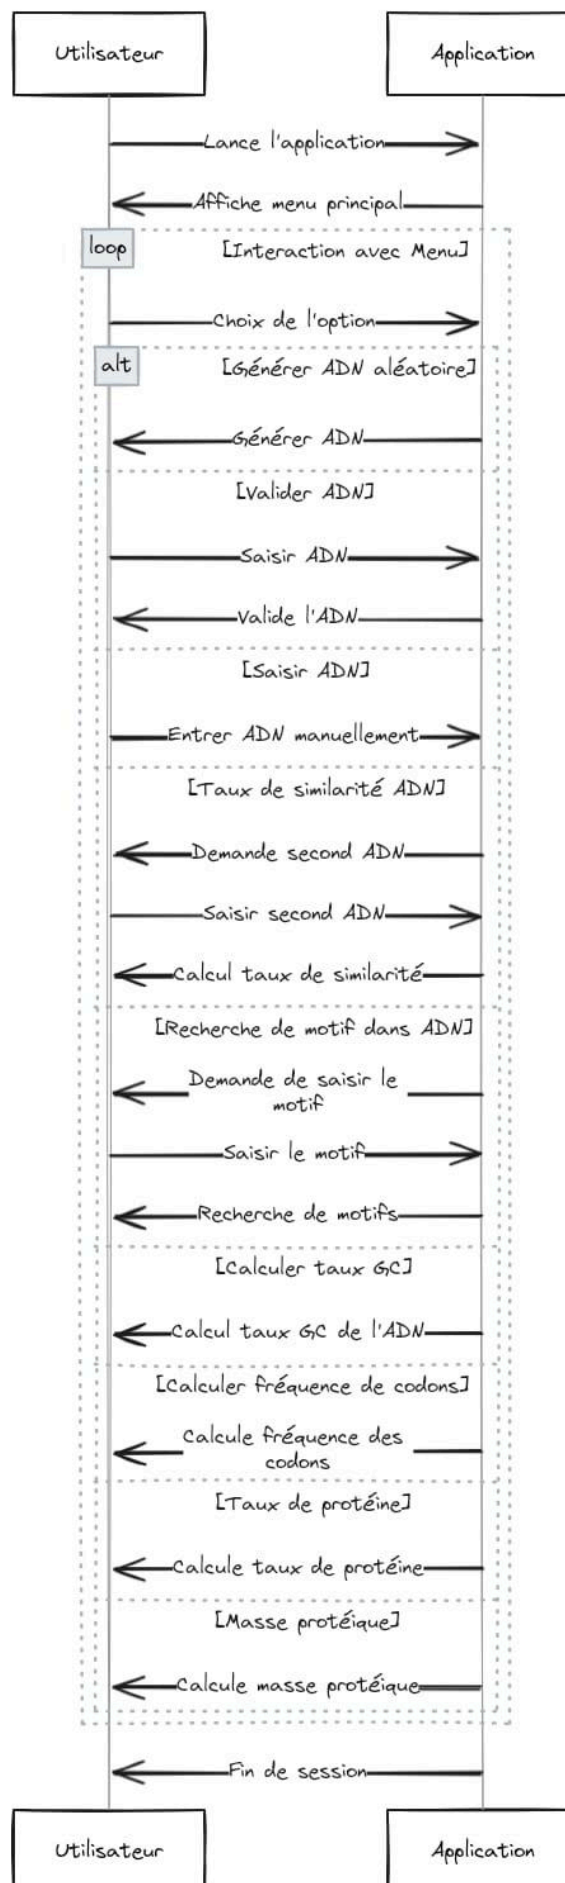 Utilisateur
Application
Lance l'application
Affiche menu principal
loop
[Interaction avec Menu]
Choix de l'option
alt
[Générer ADN aléatoire]
Générer ADN
[Valider ADN]
Saisir ADN
Valide l'ADN
[Saisir ADN]
Entrer ADN manuellement
[Taux de similarité ADN]
Demande second ADN
Saisir second ADN
Calcul taux de similarité
[Recherche de motif dans ADN]
Demande de saisir le
motif
Saisir le motif
Recherche de motifs
[Calculer taux GC]
Calcul taux GC de l'ADN
[Calculer fréquence de codons]
Calcule fréquence des
codons
[Taux de protéine]
Calcule taux de protéine
[Masse protéique]
Calcule masse protéique
Fin de session
Utilisateur
Application